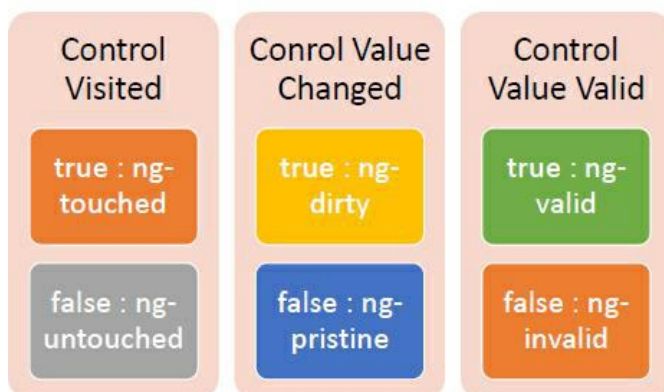 Control
Visited
true : ng-
touched
false : ng-
untouched
Conrol Value
Changed
true : ng-
dirty
false : ng-
pristine
Control
Value Valid
true : ng-
valid
false : ng-
invalid